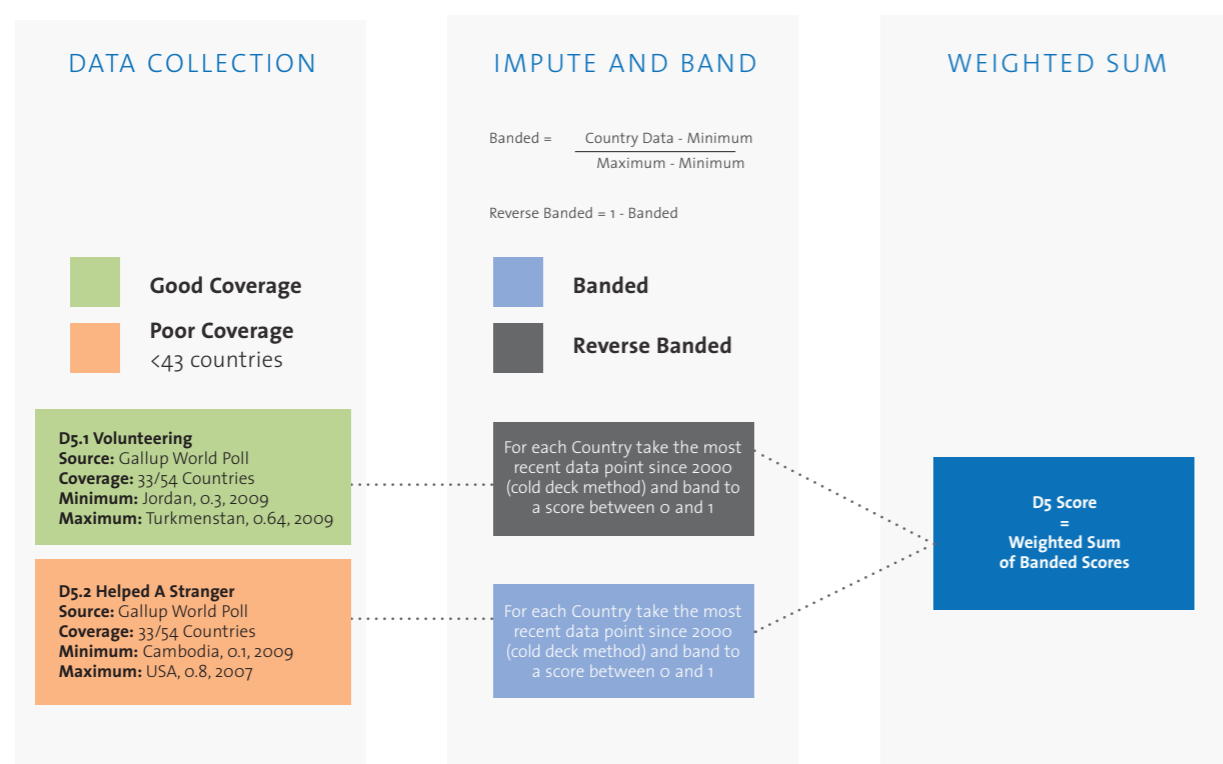 DATA COLLECTION
Good Coverage
Poor Coverage
<43 countries
D5.1 Volunteering
Source: Gallup World Poll
Coverage: 33/54 Countries
Minimum: Jordan, 0.3, 2009
Maximum: Turkmenstan, 0.64, 2009
D5.2 Helped A Stranger
Source: Gallup World Poll
Coverage: 33/54 Countries
Minimum: Cambodia, 0.1, 2009
Maximum: USA, 0.8, 2007
IMPUTE AND BAND
Banded = Country Data - Minimum
Maximum - Minimum
Reverse Banded = 1 - Banded
Banded
Reverse Banded
For each Country take the most
recent data point since 2000
(cold deck method) and band to
a score between 0 and 1
For each Country take the most
recent data point since 2000
(cold deck method) and band to
a score between 0 and 1
WEIGHTED SUM
D5 Score
=
Weighted Sum
of Banded Scores